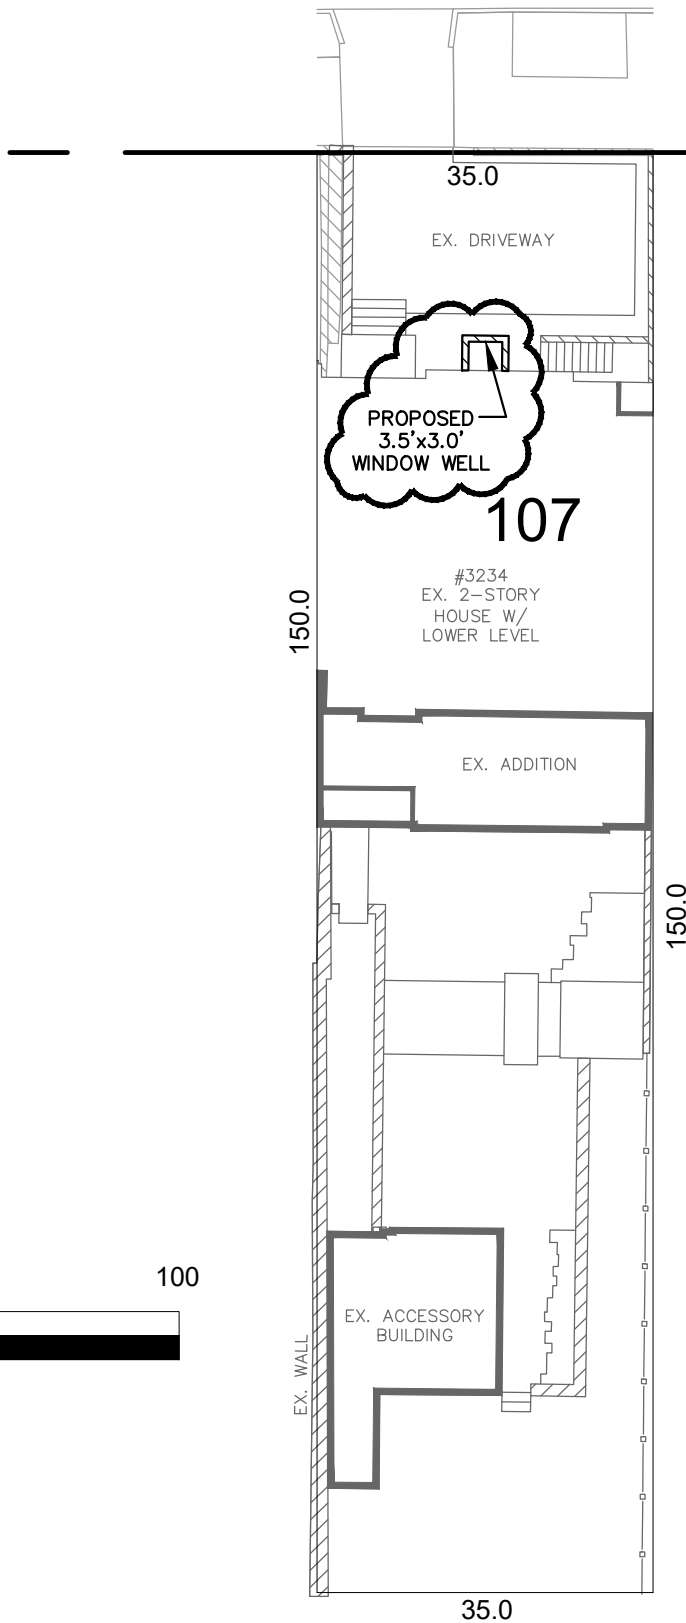 35.0
EX. DRIVEWAY
PROPOSED
3.5'x3.0'
WINDOW WELL
107
#3234
EX. 2-STORY
HOUSE W/
LOWER LEVEL
150.0
EX. ADDITION
150.0
100
EX. ACCESSORY
BUILDING
EX. WALL
35.0